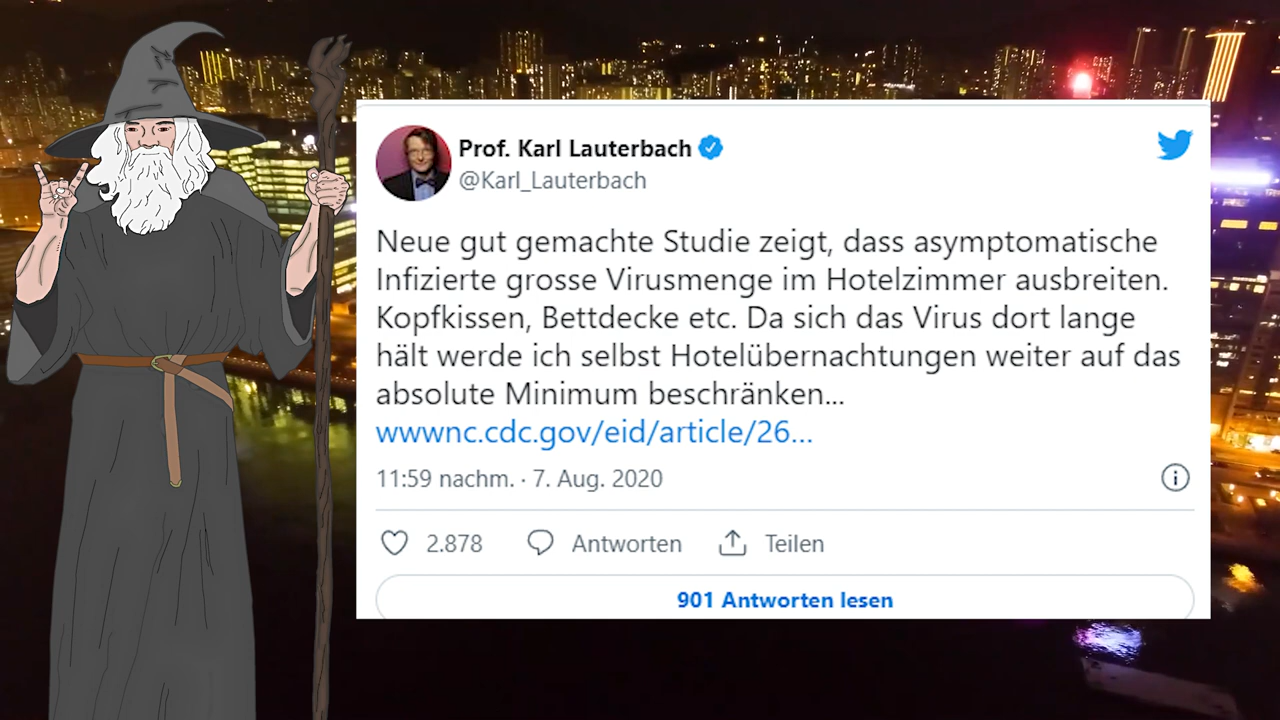 Prof. Karl Lauterbach
@Karl_Lauterbach
Neue gut gemachte Studie zeigt, dass asymptomatische
Infizierte grosse Virusmenge im Hotelzimmer ausbreiten.
Kopfkissen, Bettdecke etc. Da sich das Virus dort lange
hält werde ich selbst Hotelübernachtungen weiter auf das
absolute Minimum beschränken...
wwwnc.cdc.gov/eid/article/26...
11:59 nachm. · 7. Aug. 2020
2.878 Antworten Teilen
901 Antworten lesen